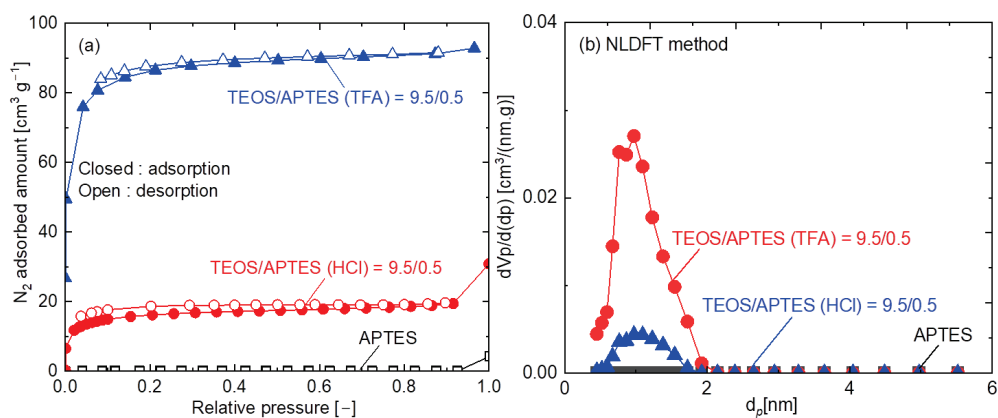 (a)
TEOS/APTES (TFA) = 9.5/0.5
Closed : adsorption
Open : desorption
TEOS/APTES (HCl) = 9.5/0.5
APTES
N2 adsorbed amount [cm3 g−1]
100
80
60
40
20
0
0.0
0.2
0.4
0.6
0.8
1.0
Relative pressure [−]
(b) NLDFT method
TEOS/APTES (TFA) = 9.5/0.5
TEOS/APTES (HCl) = 9.5/0.5
APTES
dVp/d(dp) [cm3/(nm.g)]
0.04
0.02
0.00
0
2
4
6
dp[nm]